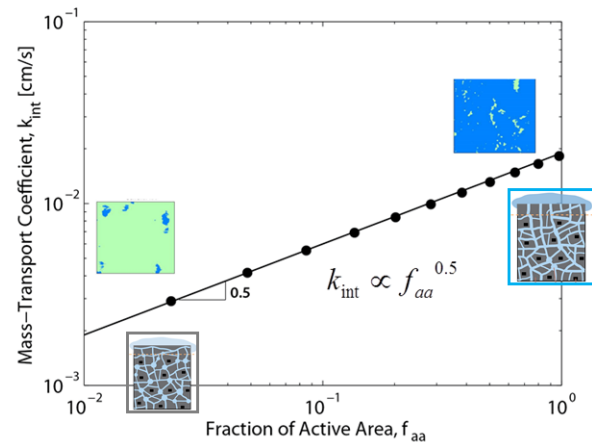 10⁻¹
10⁻²
10⁻³
Mass–Transport Coefficient, k_int [cm/s]
0.5
k_int ∝ f_aa^0.5
10⁻² 10⁻¹ 10⁰
Fraction of Active Area, f_aa